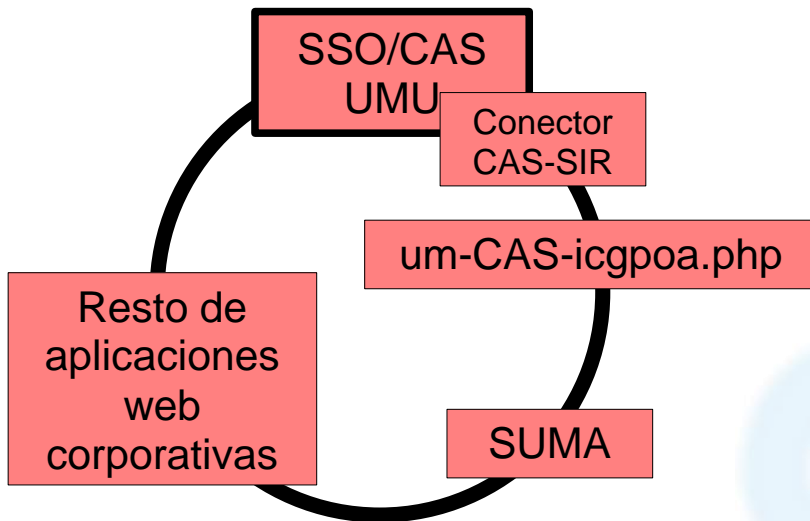 SSO/CAS
UMU
Conector
CAS-SIR
um-CAS-icgpoa.php
Resto de
aplicaciones
web
corporativas
SUMA